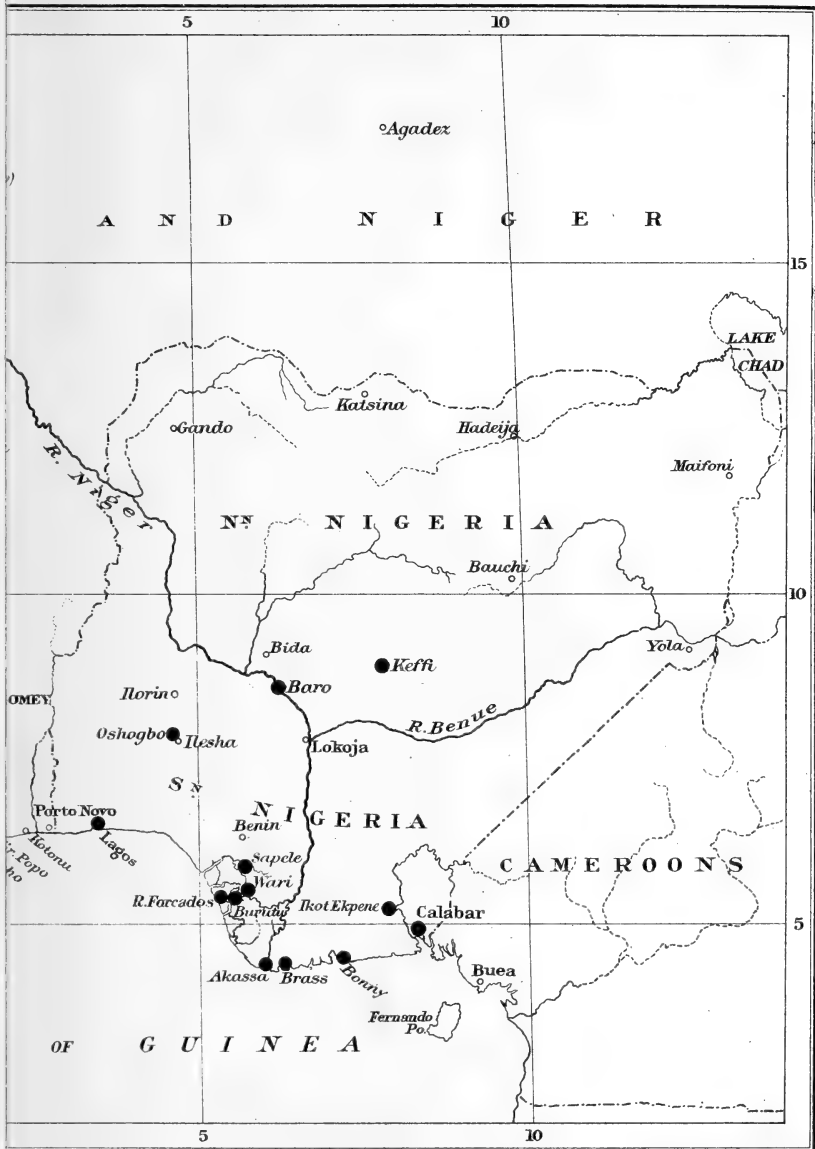 5 10
Agadez
AND NIGER
15
LAKE
CHAD
Katsina
Gando
Hadeija
Maifoni
R. Niger
NN. NIGERIA
Bauchi
10
Bida
Keffi
Yola
Ilorin
Baro
OMEY
R. Benue
Oshogbo
Ilesha
Lokoja
SN
NIGERIA
Porto Novo
Benin
Lagos
Kotonu
r. Popo
ho
CAMEROONS
Sapele
Wari
R. Forcados
Burutu
Ikot Ekpene
Calabar
5
Akassa
Brass
Bonny
Buea
Fernando
Po.
OF GUINEA
5 10